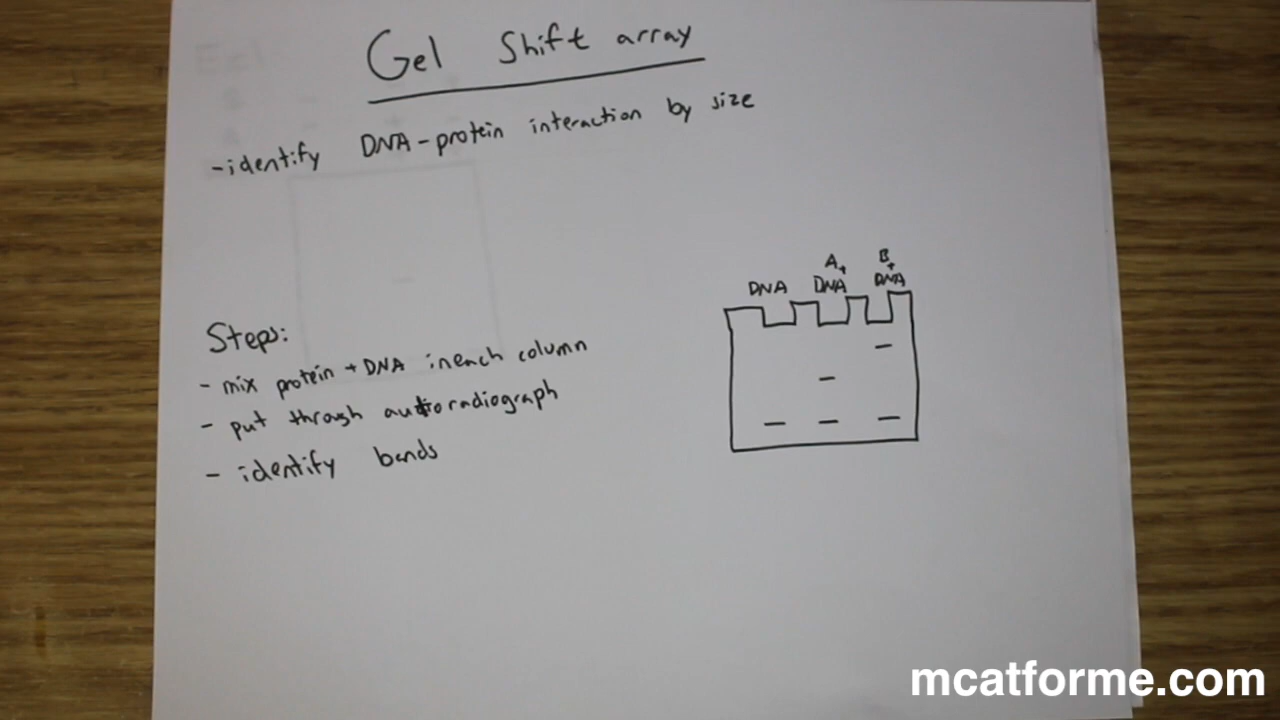 Gel Shift array
-identify DNA-protein interaction by size
A+ B+
DNA DNA DNA
Steps:
- mix protein + DNA in each column
- put through autoradiograph
- identify bands
mcatforme.com